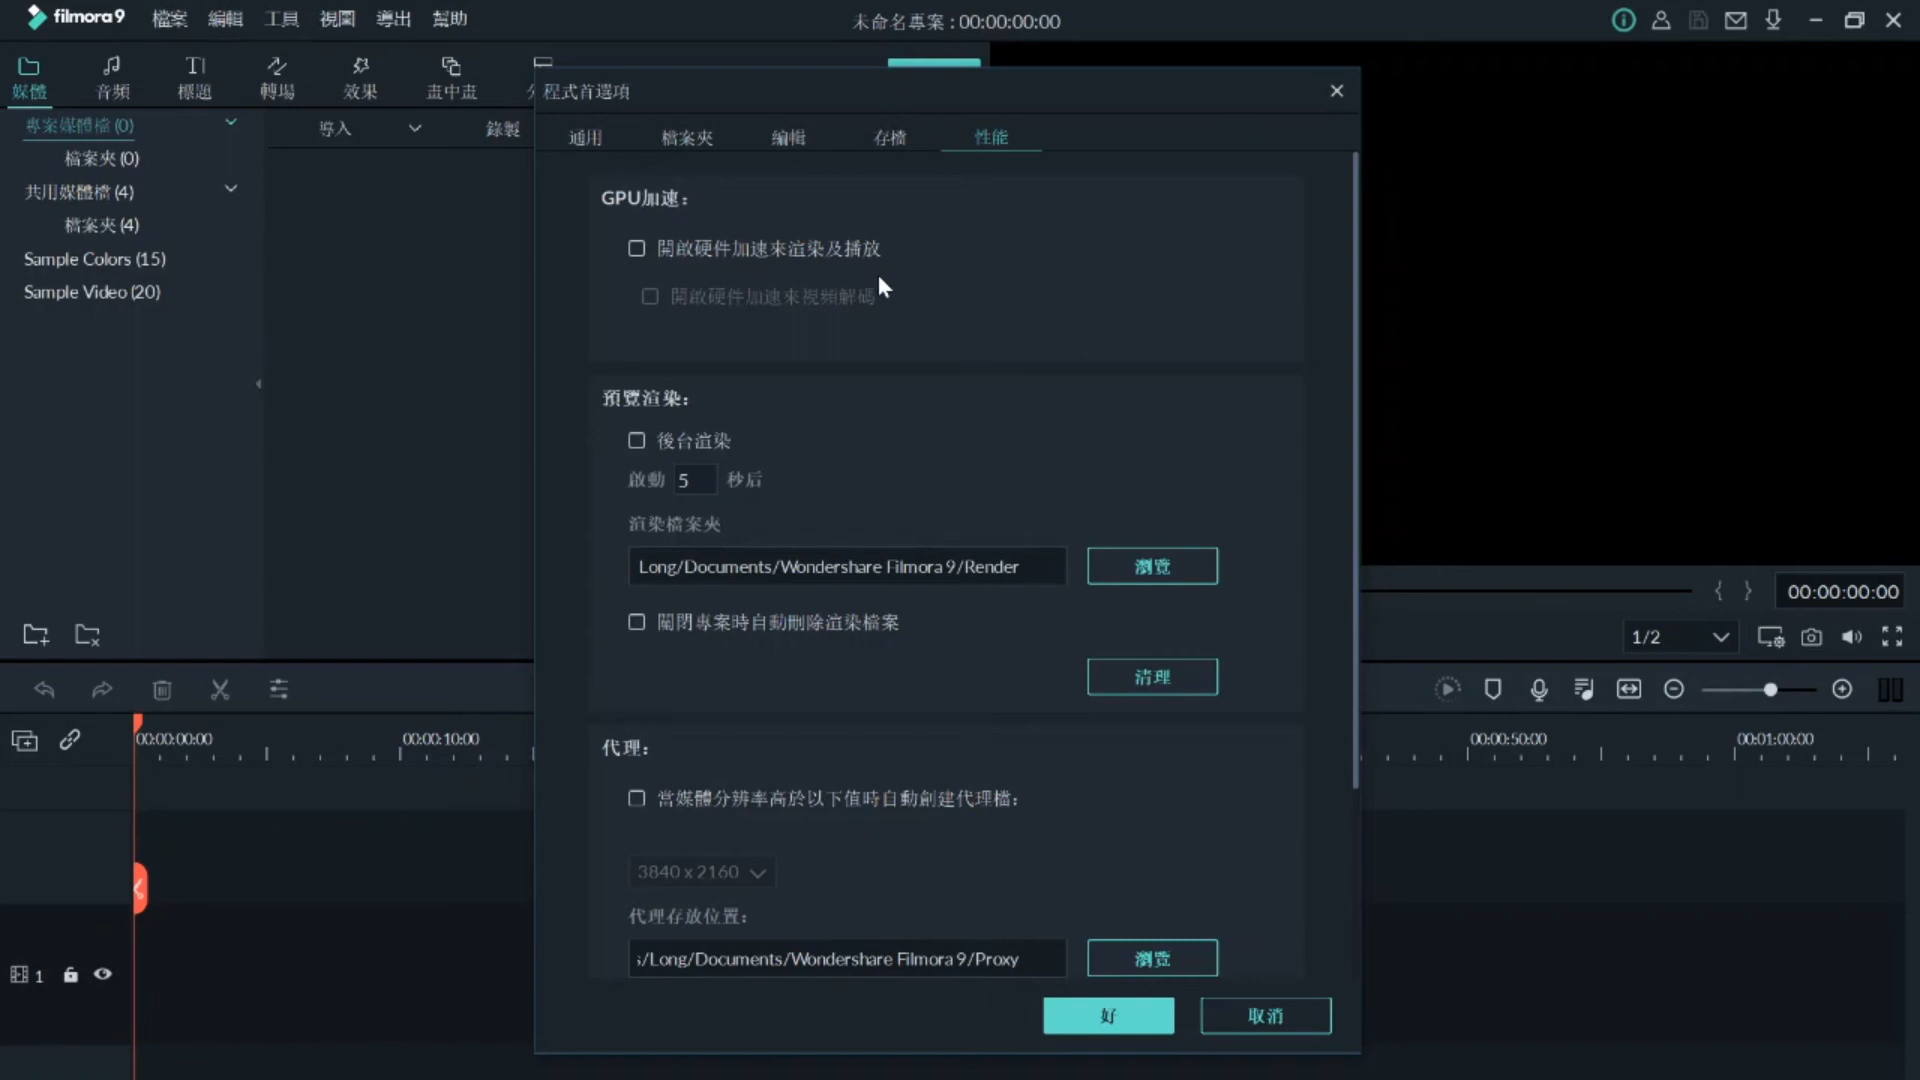 filmora9 檔案 編輯 工具 視圖 導出 幫助
未命名專案 : 00:00:00:00
媒體 音頻 標題 轉場 效果 畫中畫
程式首選項
專案媒體檔 (0)
導入 錄製
檔案夾 (0)
共用媒體檔 (4)
檔案夾 (4)
Sample Colors (15)
Sample Video (20)
通用 檔案夾 編輯 存檔 性能
GPU加速：
開啟硬件加速來渲染及播放
開啟硬件加速來視頻解碼
預覽渲染：
後台渲染
啟動 5 秒后
渲染檔案夾
Long/Documents/Wondershare Filmora 9/Render 瀏覽
關閉專案時自動刪除渲染檔案
清理
代理：
當媒體分辨率高於以下值時自動創建代理檔：
3840 x 2160
代理存放位置：
s/Long/Documents/Wondershare Filmora 9/Proxy 瀏覽
好 取消
{ } 00:00:00:00
1/2
00:00:00:00 00:00:10:00 00:00:50:00 00:01:00:00
1